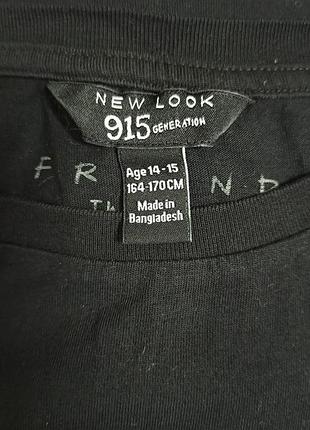 NEW LOOK
915 GENERATION
Age 14-15
164-170CM
Made in
Bangladesh
F R N D